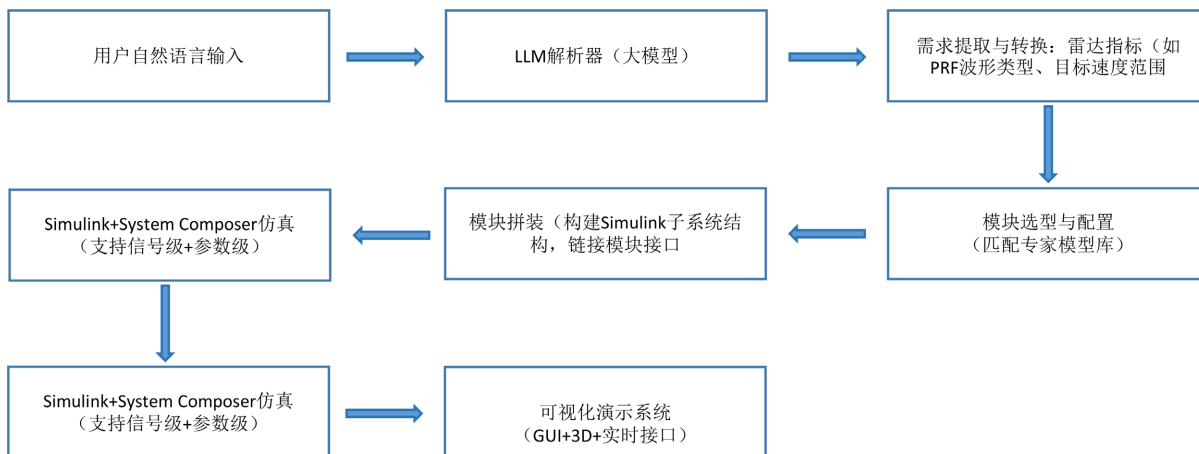 用户自然语言输入
LLM解析器（大模型）
需求提取与转换：雷达指标（如
PRF波形类型、目标速度范围
模块选型与配置
（匹配专家模型库）
模块拼装（构建Simulink子系统结
构，链接模块接口
Simulink+System Composer仿真
（支持信号级+参数级）
Simulink+System Composer仿真
（支持信号级+参数级）
可视化演示系统
（GUI+3D+实时接口）